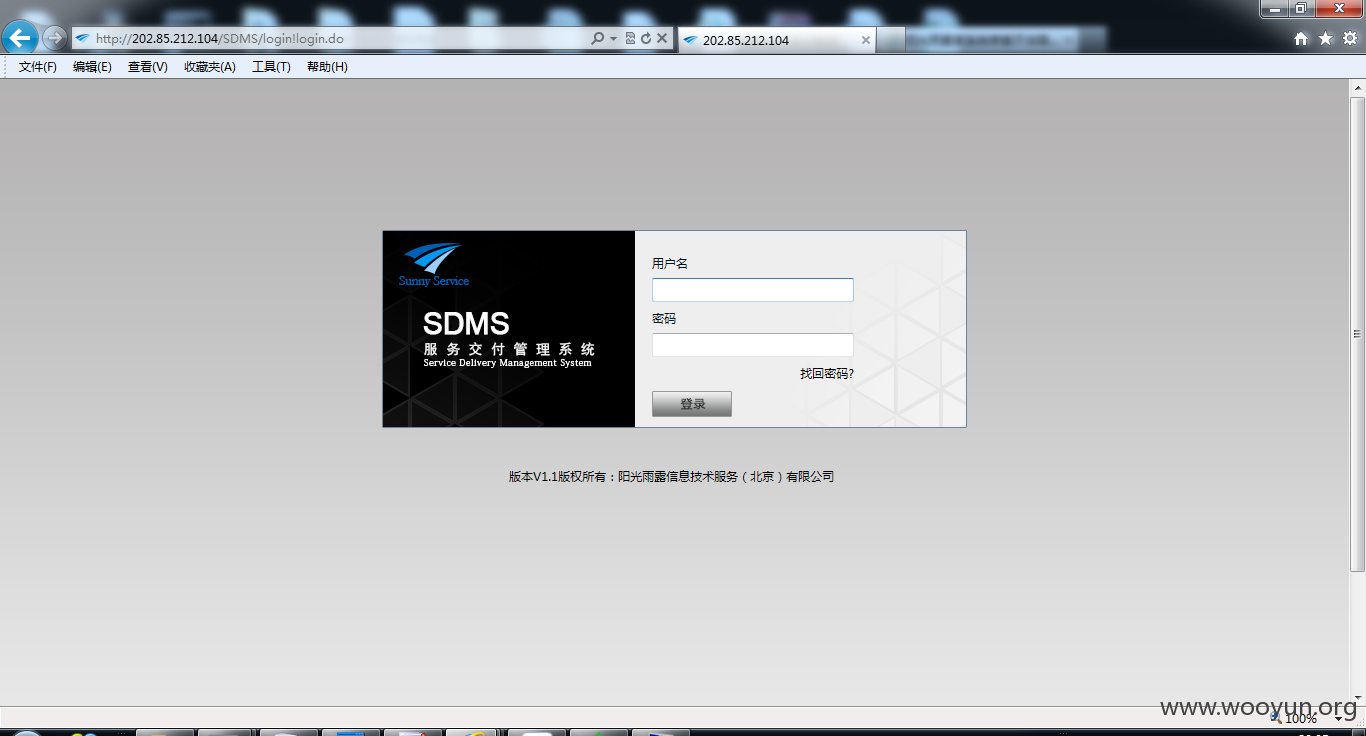 http://202.85.212.104/SDMS/login!login.do
202.85.212.104
文件(F) 编辑(E) 查看(V) 收藏夹(A) 工具(T) 帮助(H)
Sunny Service
SDMS
服务交付管理系统
Service Delivery Management System
用户名
密码
找回密码?
登录
版本V1.1版权所有：阳光雨露信息技术服务（北京）有限公司
www.wooyun.org
100%